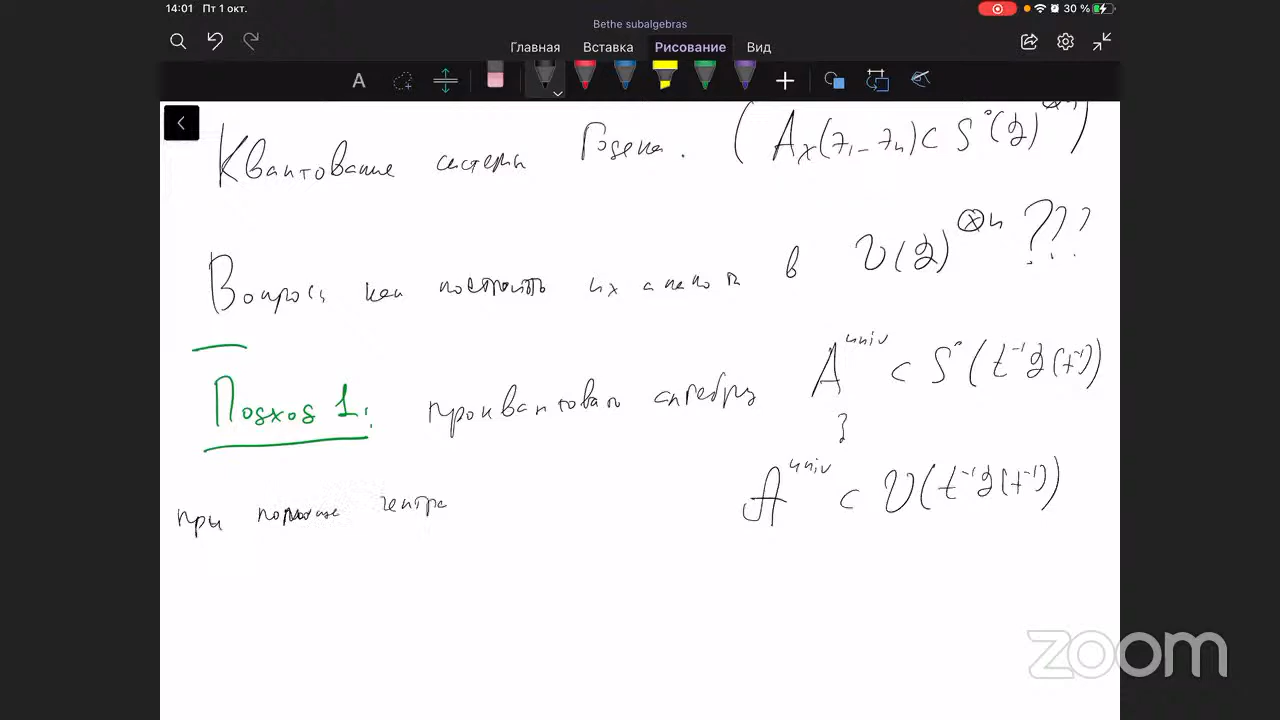 14:01 Пт 1 окт. 30 %
Bethe subalgebras
Главная Вставка Рисование Вид
A
Квантование системы Годена. (A_X(z_1-z_n) ⊂ S^•(g)^{⊗n})
Вопрос: как построить их аналоги в U(g)^{⊗n} ???
Подход 1: проквантовать алгебру A^{univ} ⊂ S^•(t^{-1}g[t^{-1}])
A^{univ} ⊂ U(t^{-1}g[t^{-1}])
при помощи центра
zoom